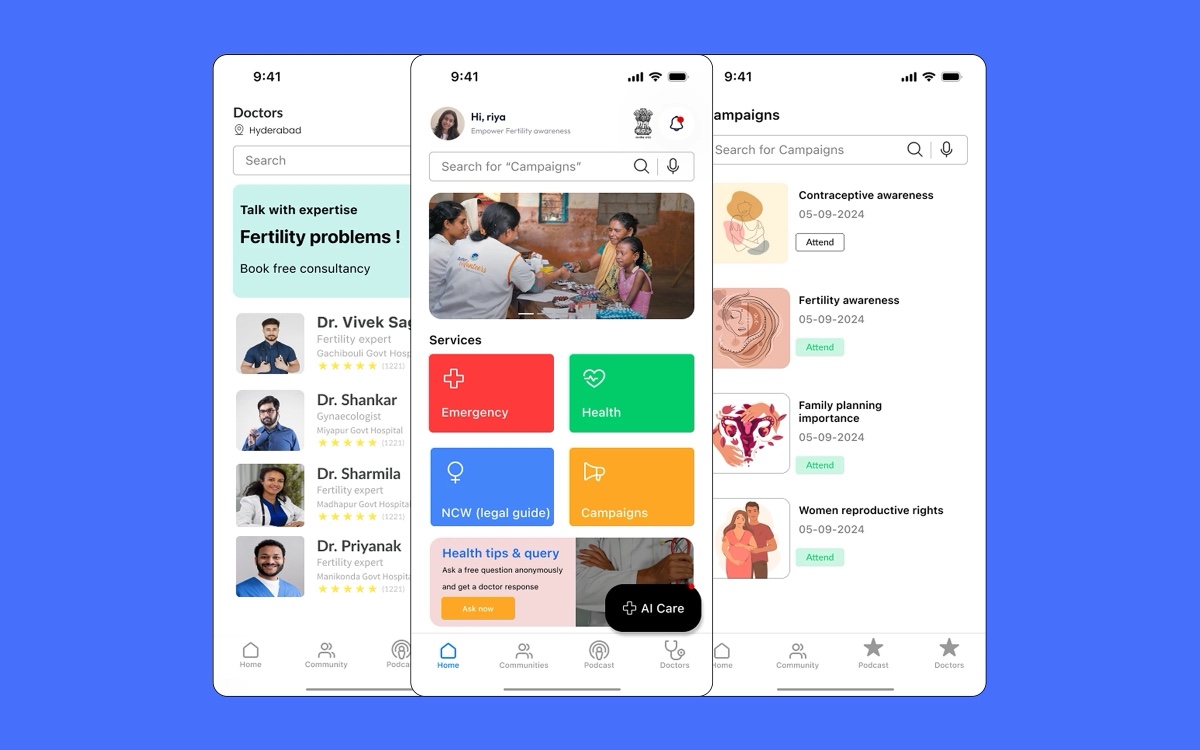 9:41
Doctors
Hyderabad
Search
Talk with expertise
Fertility problems !
Book free consultancy
Dr. Vivek
Fertility expert
Gachibouli Govt
(1221)
Dr. Shankar
Gynaecologist
Miyapur Govt Hospital
(1221)
Dr. Sharmila
Fertility expert
Madhapur Govt Hospital
(1221)
Dr. Priyanak
Fertility expert
Manikonda Govt
(1221)
Home
Community
9:41
Hi, riya
Empower Fertility awareness
Search for “Campaigns”
Services
Emergency
Health
NCW (legal guide)
Campaigns
Health tips & query
Ask a free question anonymously
and get a doctor response
Ask now
AI Care
Home
Communities
Podcast
Doctors
9:41
ampaigns
Search for Campaigns
Contraceptive awareness
05-09-2024
Attend
Fertility awareness
05-09-2024
Attend
Family planning
importance
05-09-2024
Attend
Women reproductive rights
05-09-2024
Attend
Home
Community
Podcast
Doctors